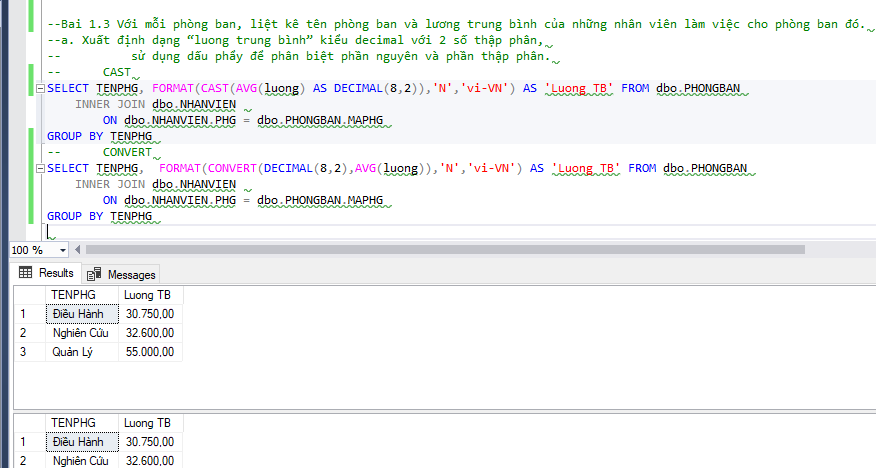 --Bai 1.3 Với mỗi phòng ban, liệt kê tên phòng ban và lương trung bình của những nhân viên làm việc cho phòng ban đó.
--a. Xuất định dạng “luong trung bình” kiểu decimal với 2 số thập phân,
--         sử dụng dấu phẩy để phân biệt phần nguyên và phần thập phân.
--     CAST
SELECT TENPHG, FORMAT(CAST(AVG(luong) AS DECIMAL(8,2)),'N','vi-VN') AS 'Luong TB' FROM dbo.PHONGBAN
INNER JOIN dbo.NHANVIEN
ON dbo.NHANVIEN.PHG = dbo.PHONGBAN.MAPHG
GROUP BY TENPHG
--     CONVERT
SELECT TENPHG,  FORMAT(CONVERT(DECIMAL(8,2),AVG(luong)),'N','vi-VN') AS 'Luong TB' FROM dbo.PHONGBAN
INNER JOIN dbo.NHANVIEN
ON dbo.NHANVIEN.PHG = dbo.PHONGBAN.MAPHG
GROUP BY TENPHG
100 %
Results Messages
TENPHG Luong TB
1 Điều Hành 30.750,00
2 Nghiên Cứu 32.600,00
3 Quản Lý 55.000,00
TENPHG Luong TB
1 Điều Hành 30.750,00
2 Nghiên Cứu 32.600,00